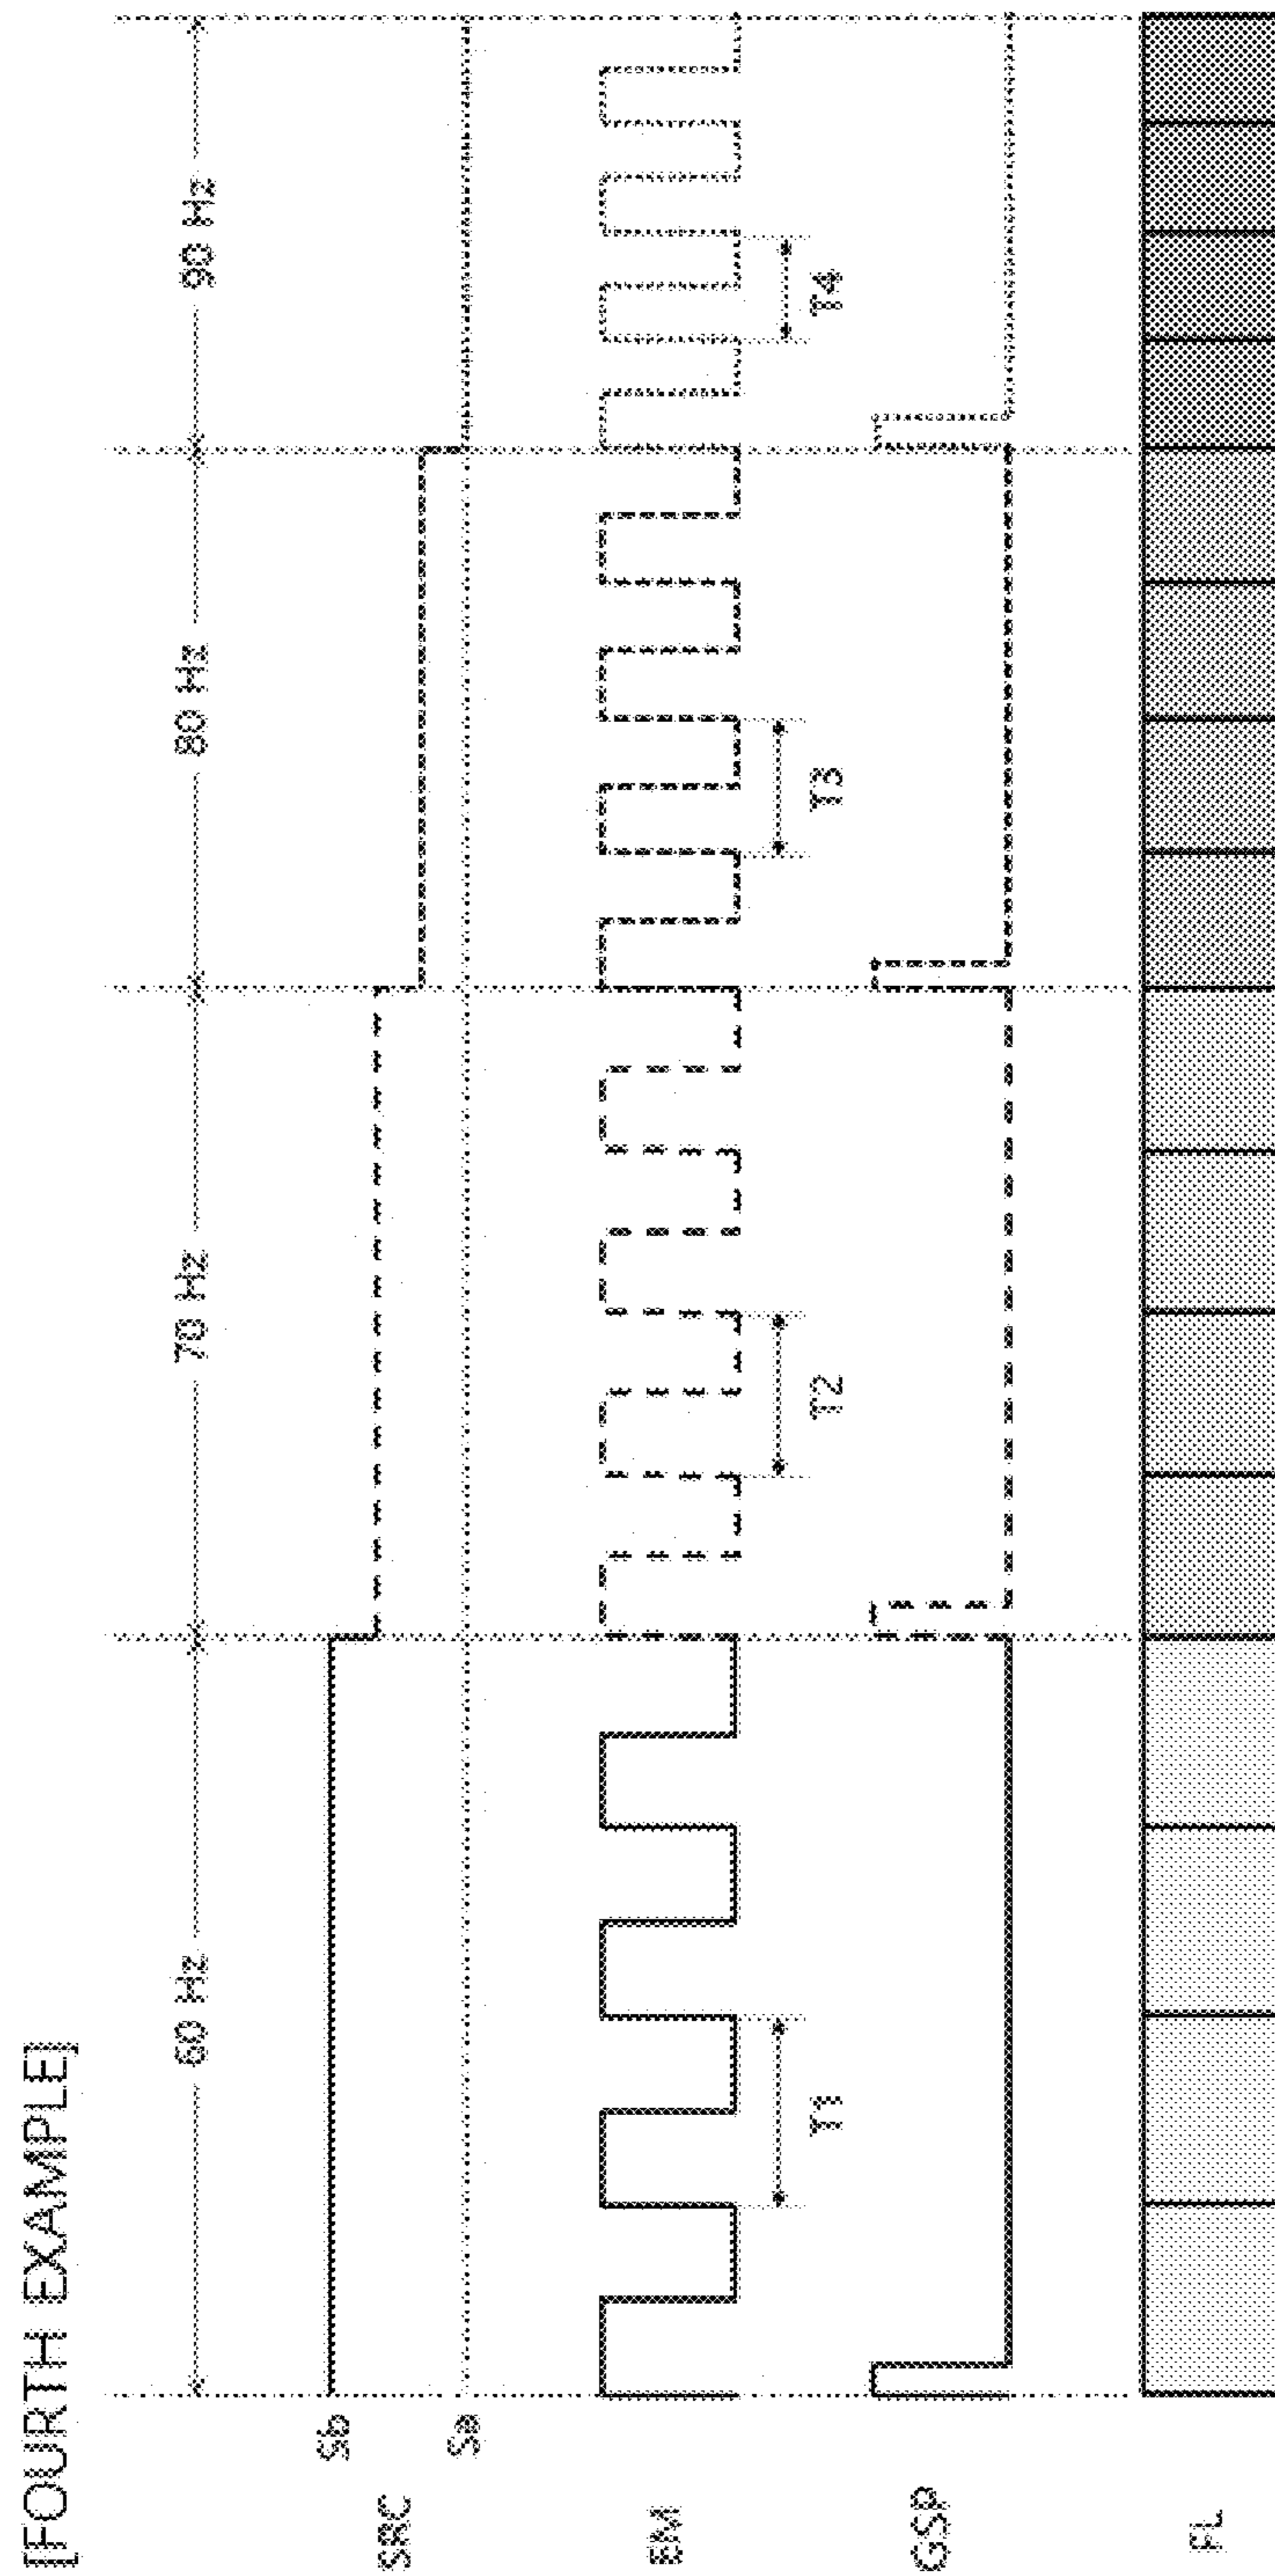 [FOURTH EXAMPLE]
60 Hz
70 Hz
80 Hz
90 Hz
Sb
Sa
SRC
EM
T1
T2
T3
T4
GSP
FL